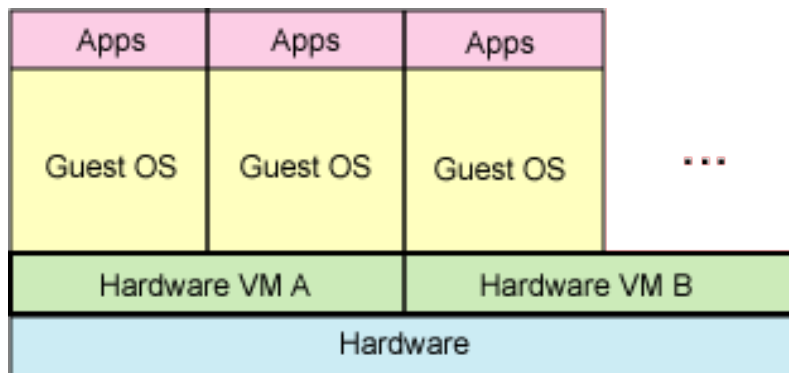 Apps Apps Apps
Guest OS Guest OS Guest OS ...
Hardware VM A Hardware VM B
Hardware